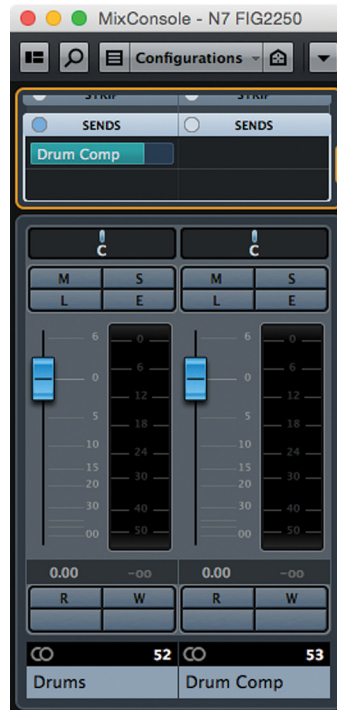 MixConsole - N7 FIG2250
Configurations
STRIP STRIP
SENDS SENDS
Drum Comp
C C
M S M S
L E L E
6 0 6 0
0 6 0 6
12 12
5 18 5 18
10 24 10 24
15 30 15 30
20 20
30 40 30 40
00 50 00 50
0.00 -oo 0.00 -oo
R W R W
52 53
Drums Drum Comp